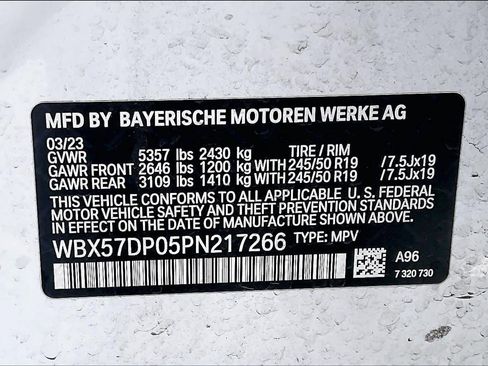 MFD BY BAYERISCHE MOTOREN WERKE AG
03/23
GVWR 5357 lbs 2430 kg TIRE / RIM
GAWR FRONT 2646 lbs 1200 kg WITH 245/50 R19 /7.5Jx19
GAWR REAR 3109 lbs 1410 kg WITH 245/50 R19 /7.5Jx19
THIS VEHICLE CONFORMS TO ALL APPLICABLE U. S. FEDERAL
MOTOR VEHICLE SAFETY AND THEFT PREVENTION STANDARDS
IN EFFECT ON THE DATE OF MANUFACTURE SHOWN ABOVE.
WBX57DP05PN217266 TYPE: MPV A96
7 320 730